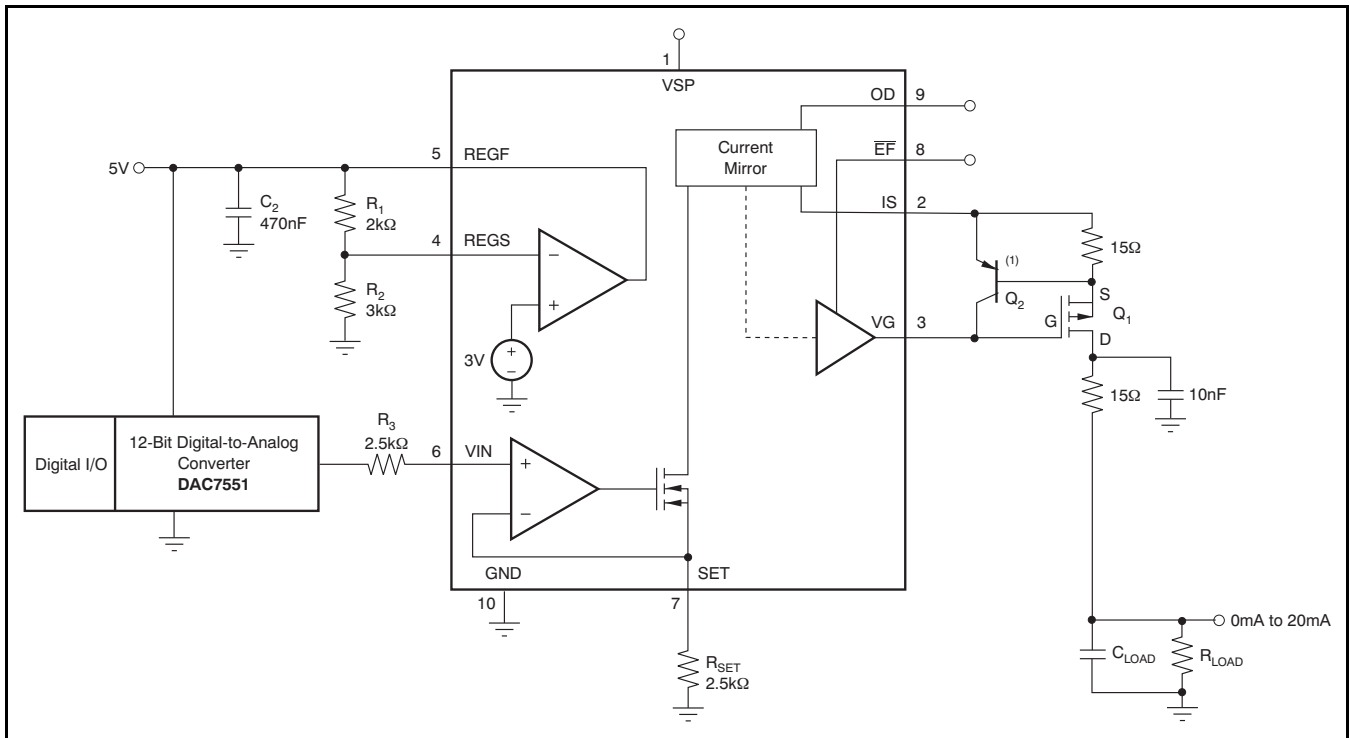 1
VSP
OD 9
Current
Mirror
EF 8
5V
5 REGF
IS 2
C2
470nF
R1
2kΩ
15Ω
4 REGS
(1)
Q2
S
Q1
G
D
R2
3kΩ
VG 3
3V
15Ω
10nF
Digital I/O
12-Bit Digital-to-Analog
Converter
DAC7551
R3
2.5kΩ
6 VIN
GND
SET
10
7
0mA to 20mA
RSET
2.5kΩ
CLOAD
RLOAD